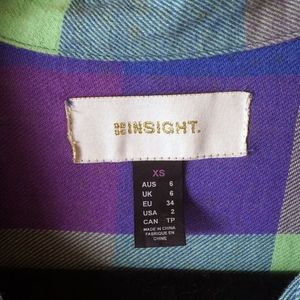 INSIGHT.
XS
AUS 6
UK 6
EU 34
USA 2
CAN TP
MADE IN CHINA
FABRIQUE EN
CHINE